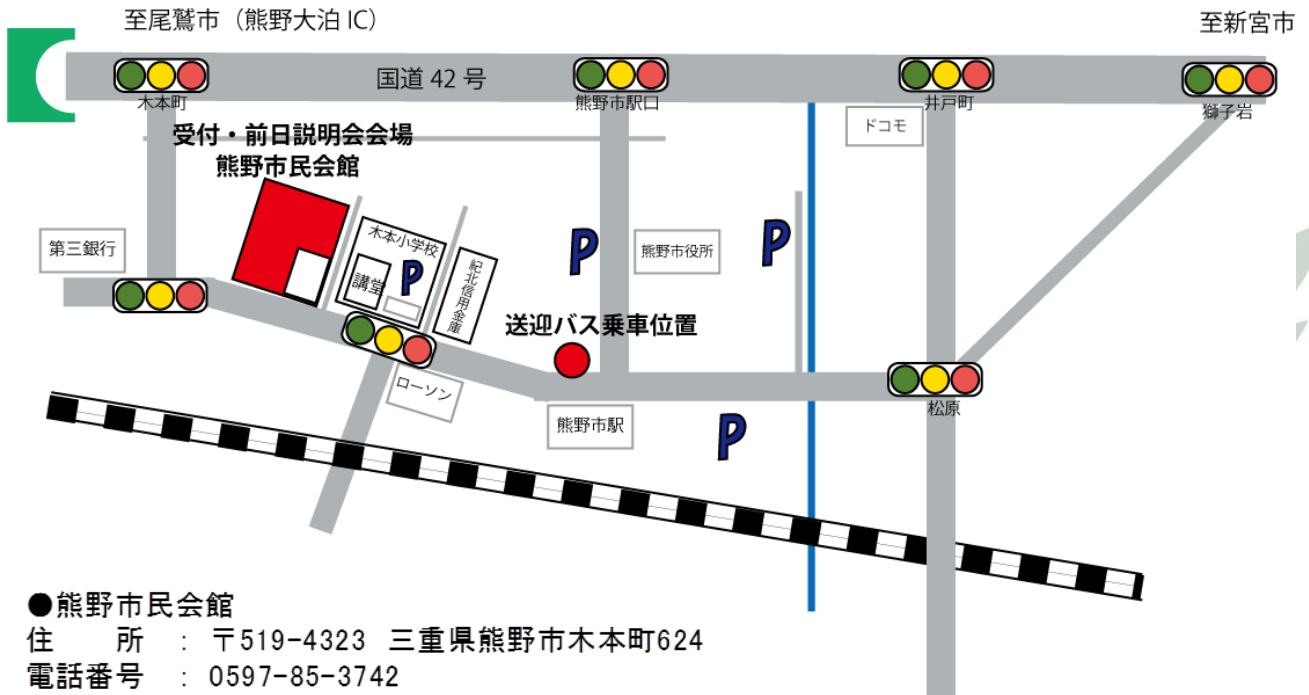 至尾鷲市（熊野大泊 IC）
至新宮市
国道 42 号
木本町
熊野市駅口
井戸町
獅子岩
ドコモ
受付・前日説明会会場
熊野市民会館
第三銀行
木本小学校
講堂
P
紀北信用金庫
P
熊野市役所
P
送迎バス乗車位置
ローソン
熊野市駅
P
松原
●熊野市民会館
住　　所　：　〒519-4323　三重県熊野市木本町624
電話番号　：　0597-85-3742